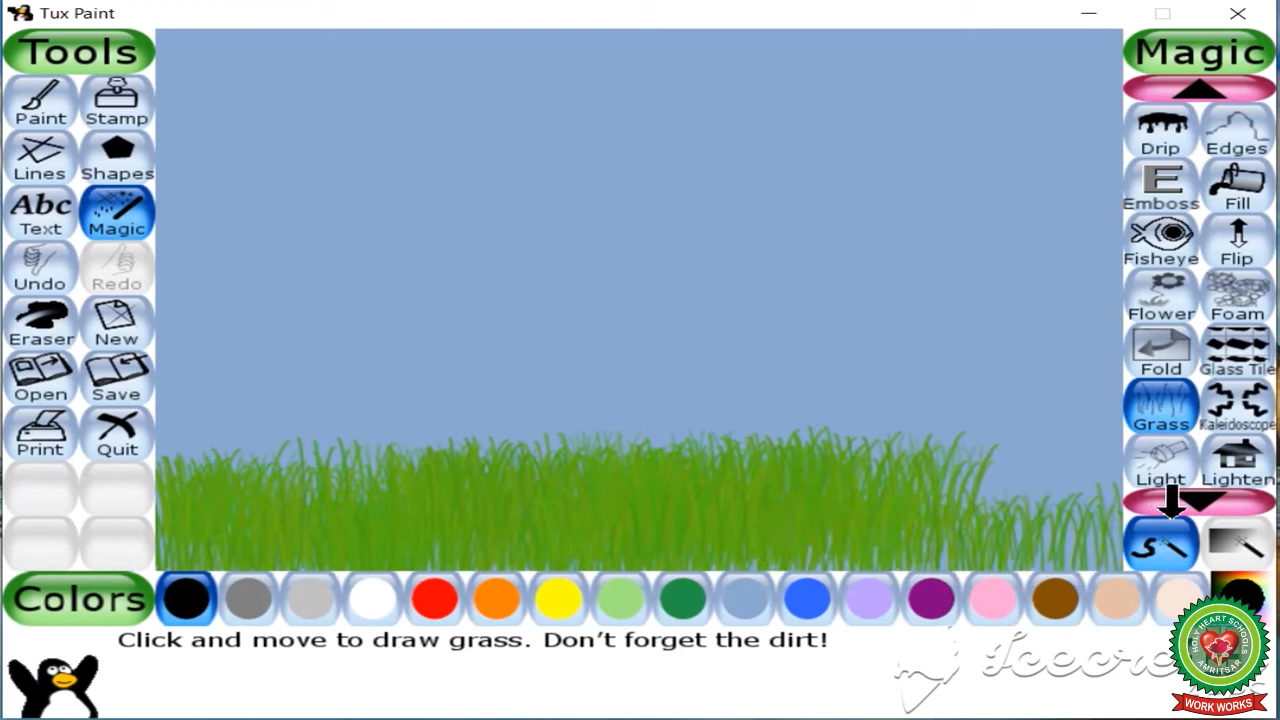 Tux Paint
Tools
Magic
Paint Stamp
Lines Shapes
Abc
Text Magic
Undo Redo
Eraser New
Open Save
Print Quit
Drip Edges
E
Emboss Fill
Fisheye Flip
Flower Foam
Fold Glass Tile
Grass Kaleidoscope
Light Lighten
Colors
Click and move to draw grass. Don't forget the dirt!
HOLY HEART SCHOOLS
AMRITSAR
WORK WORKS